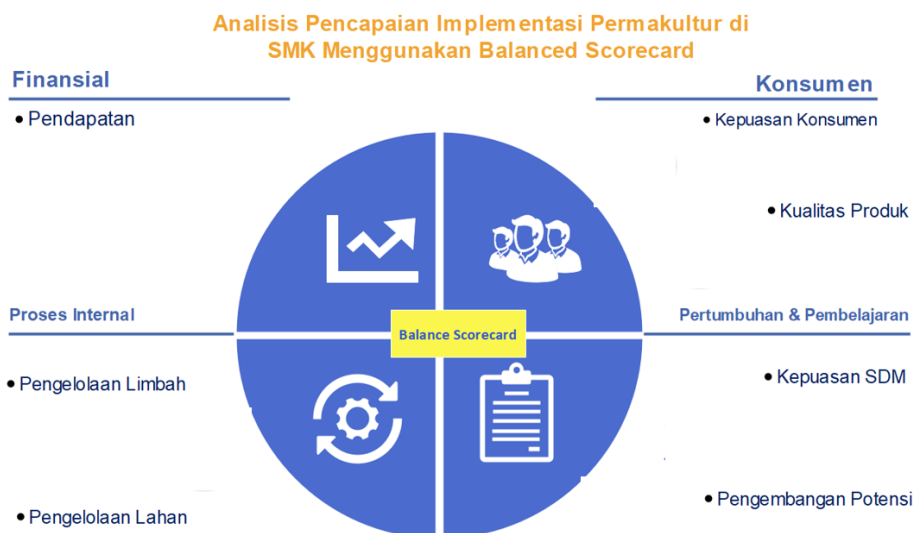 Analisis Pencapaian Implementasi Permakultur di
SMK Menggunakan Balanced Scorecard
Finansial
• Pendapatan
Konsumen
• Kepuasan Konsumen
• Kualitas Produk
Balance Scorecard
Proses Internal
• Pengelolaan Limbah
• Pengelolaan Lahan
Pertumbuhan & Pembelajaran
• Kepuasan SDM
• Pengembangan Potensi